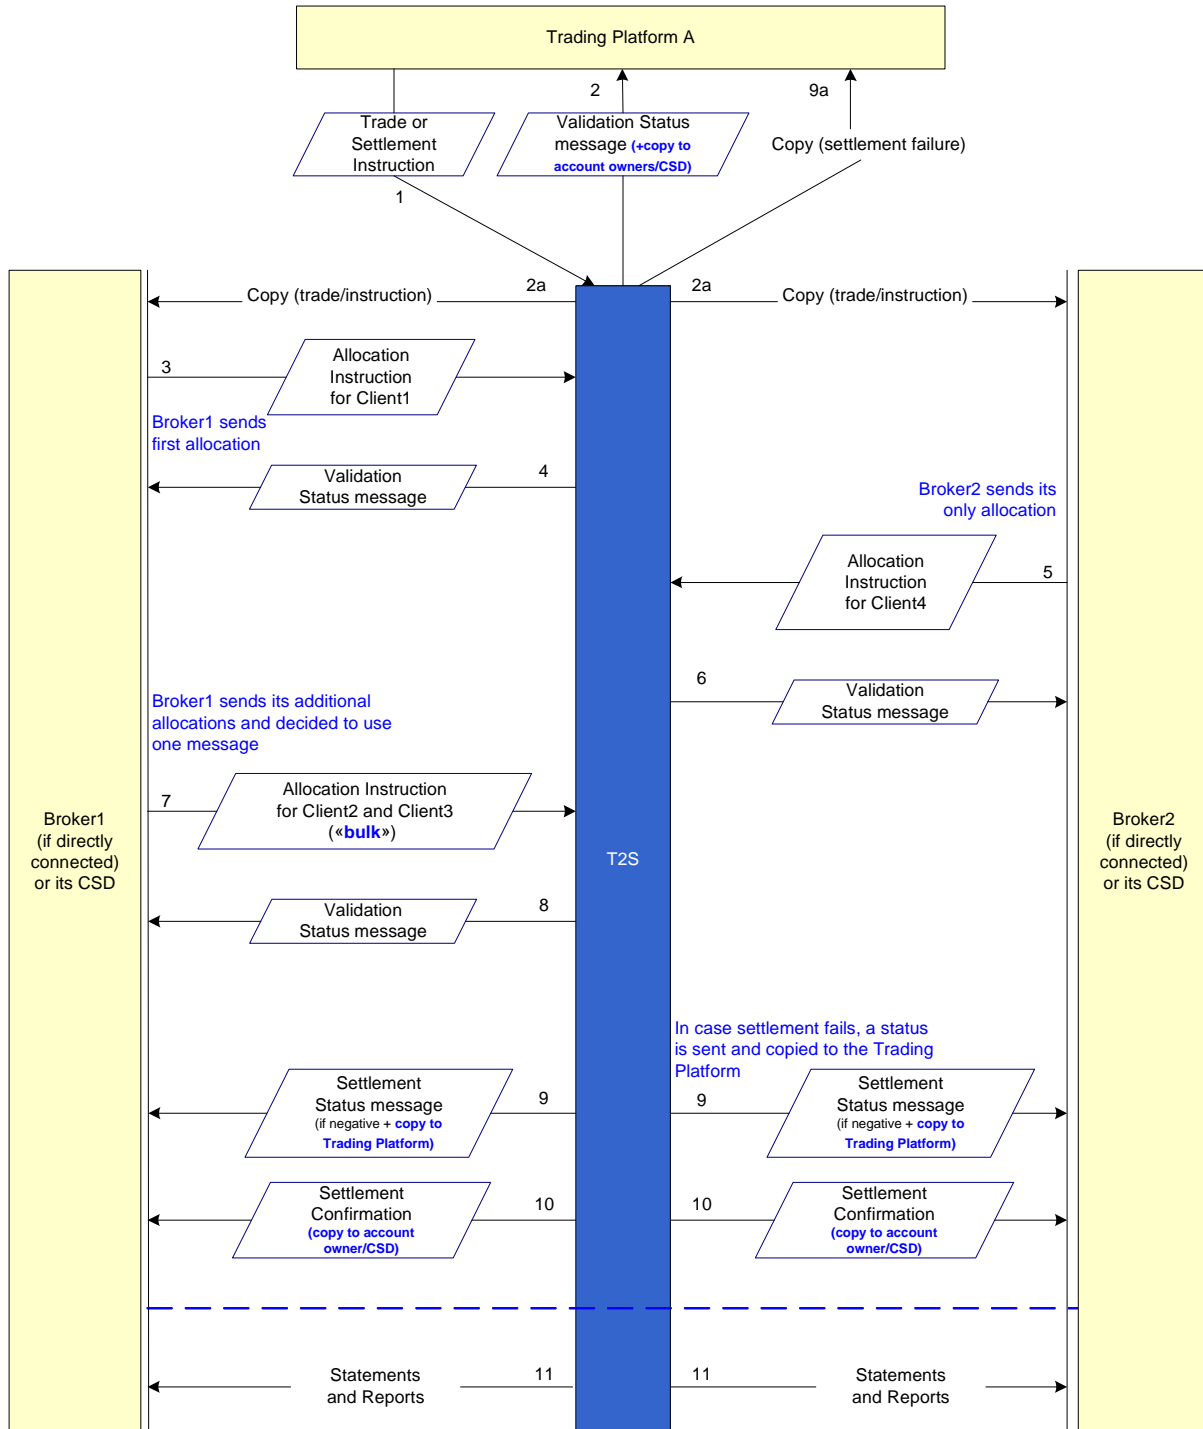 Trading Platform A
2
9a
Trade or
Settlement
Instruction
Validation Status
message (+copy to
account owners/CSD)
Copy (settlement failure)
1
Copy (trade/instruction)
2a
2a
Copy (trade/instruction)
3
Allocation
Instruction
for Client1
Broker1 sends
first allocation
Validation
Status message
4
Broker2 sends its
only allocation
Allocation
Instruction
for Client4
5
6
Validation
Status message
Broker1 sends its additional
allocations and decided to use
one message
7
Allocation Instruction
for Client2 and Client3
(«bulk»)
Broker1
(if directly
connected)
or its CSD
T2S
Broker2
(if directly
connected)
or its CSD
Validation
Status message
8
In case settlement fails, a status
is sent and copied to the Trading
Platform
Settlement
Status message
(if negative + copy to
Trading Platform)
9
9
Settlement
Status message
(if negative + copy to
Trading Platform)
Settlement
Confirmation
(copy to account
owner/CSD)
10
10
Settlement
Confirmation
(copy to account
owner/CSD)
Statements
and Reports
11
11
Statements
and Reports